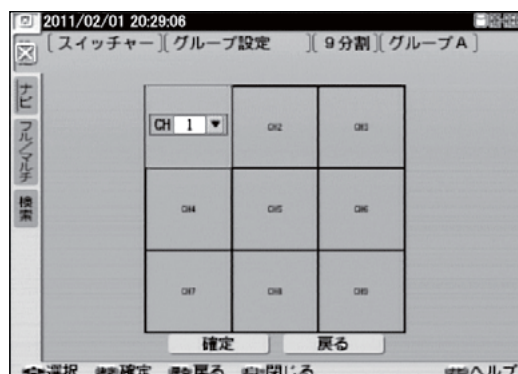 2011/02/01 20:29:06
[スイッチャー][グループ設定 ][9分割][グループA]
ナビ
フル/マルチ
検索
CH 1 ▼
CH2
CH3
CH4
CH5
CH6
CH7
CH8
CH9
確定 戻る
選択 確定 戻る 閉じる ヘルプ